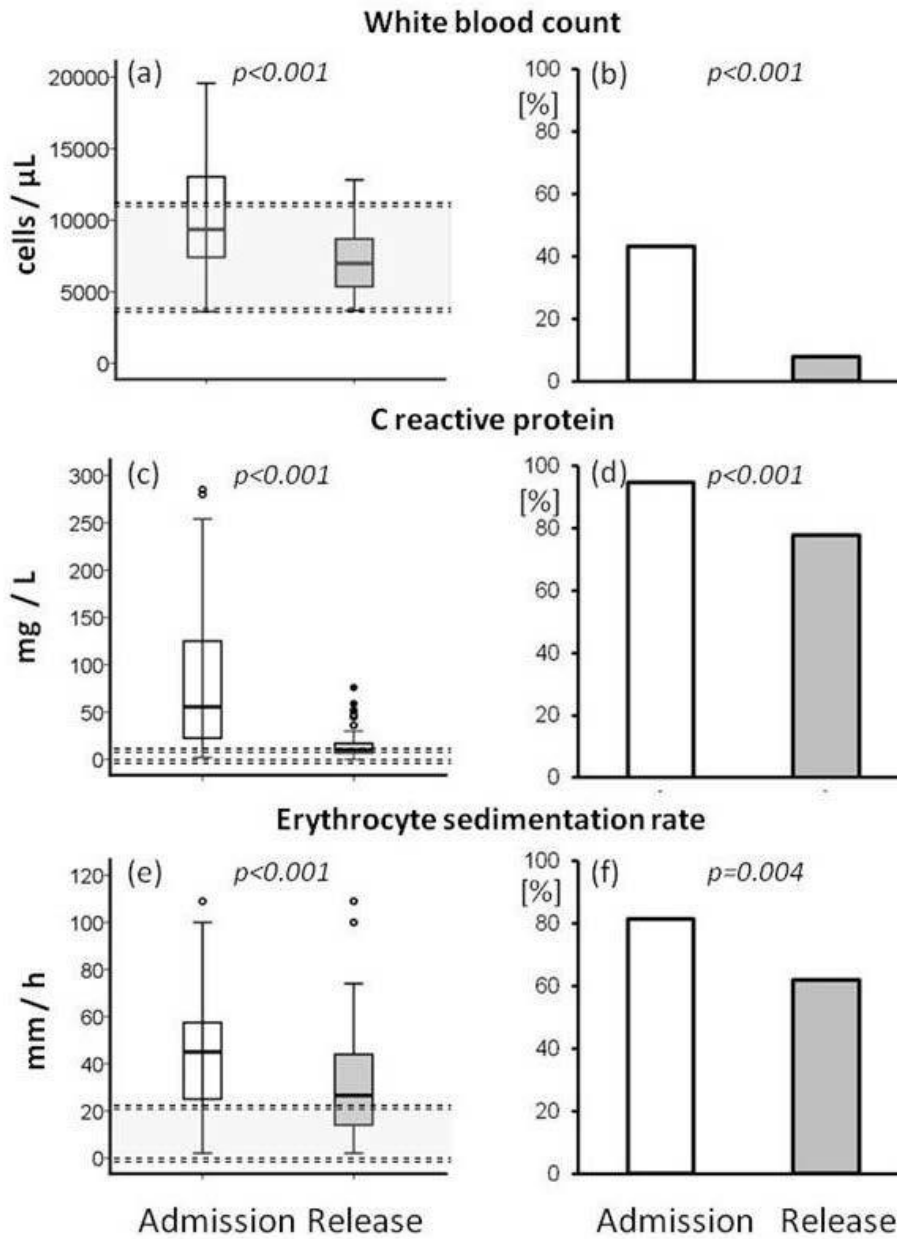 White blood count
(a)
p<0.001
20000
15000
10000
5000
0
cells / µL
(b)
p<0.001
100
[%]
80
60
40
20
0
C reactive protein
(c)
p<0.001
300
250
200
150
100
50
0
mg / L
(d)
p<0.001
100
[%]
80
60
40
20
0
Erythrocyte sedimentation rate
(e)
p<0.001
120
100
80
60
40
20
0
mm / h
Admission Release
(f)
p=0.004
100
[%]
80
60
40
20
0
Admission Release